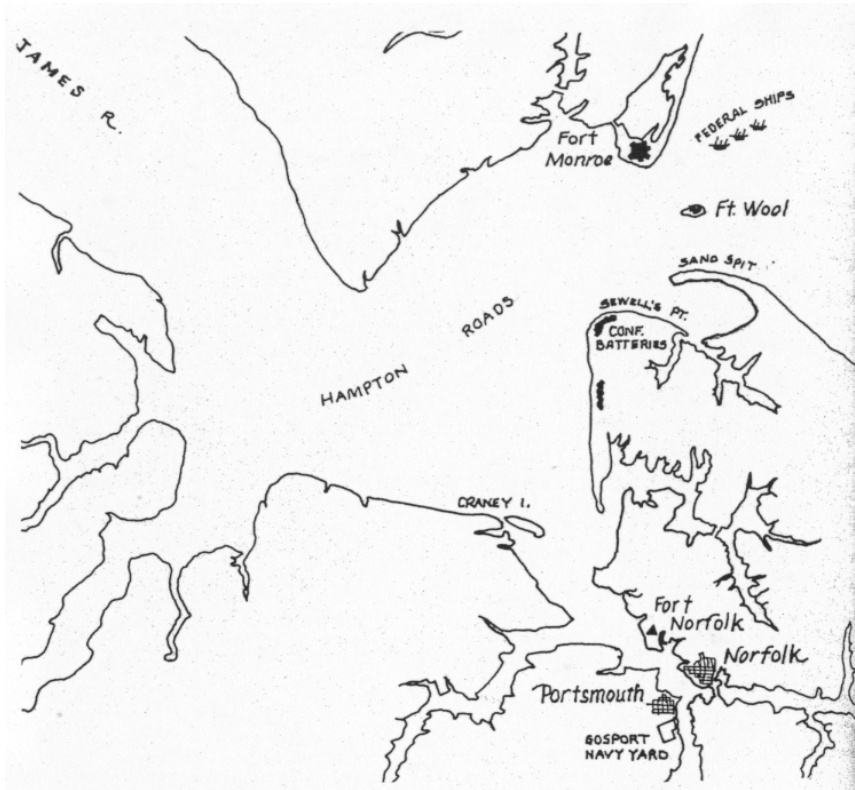 JAMES R
FEDERAL SHIPS
Fort
Monroe
Ft. Wool
SAND SPIT
SEWELL'S PT.
CONF.
BATTERIES
HAMPTON ROADS
CRANEY I.
Fort
Norfolk
Norfolk
Portsmouth
GOSPORT
NAVY YARD